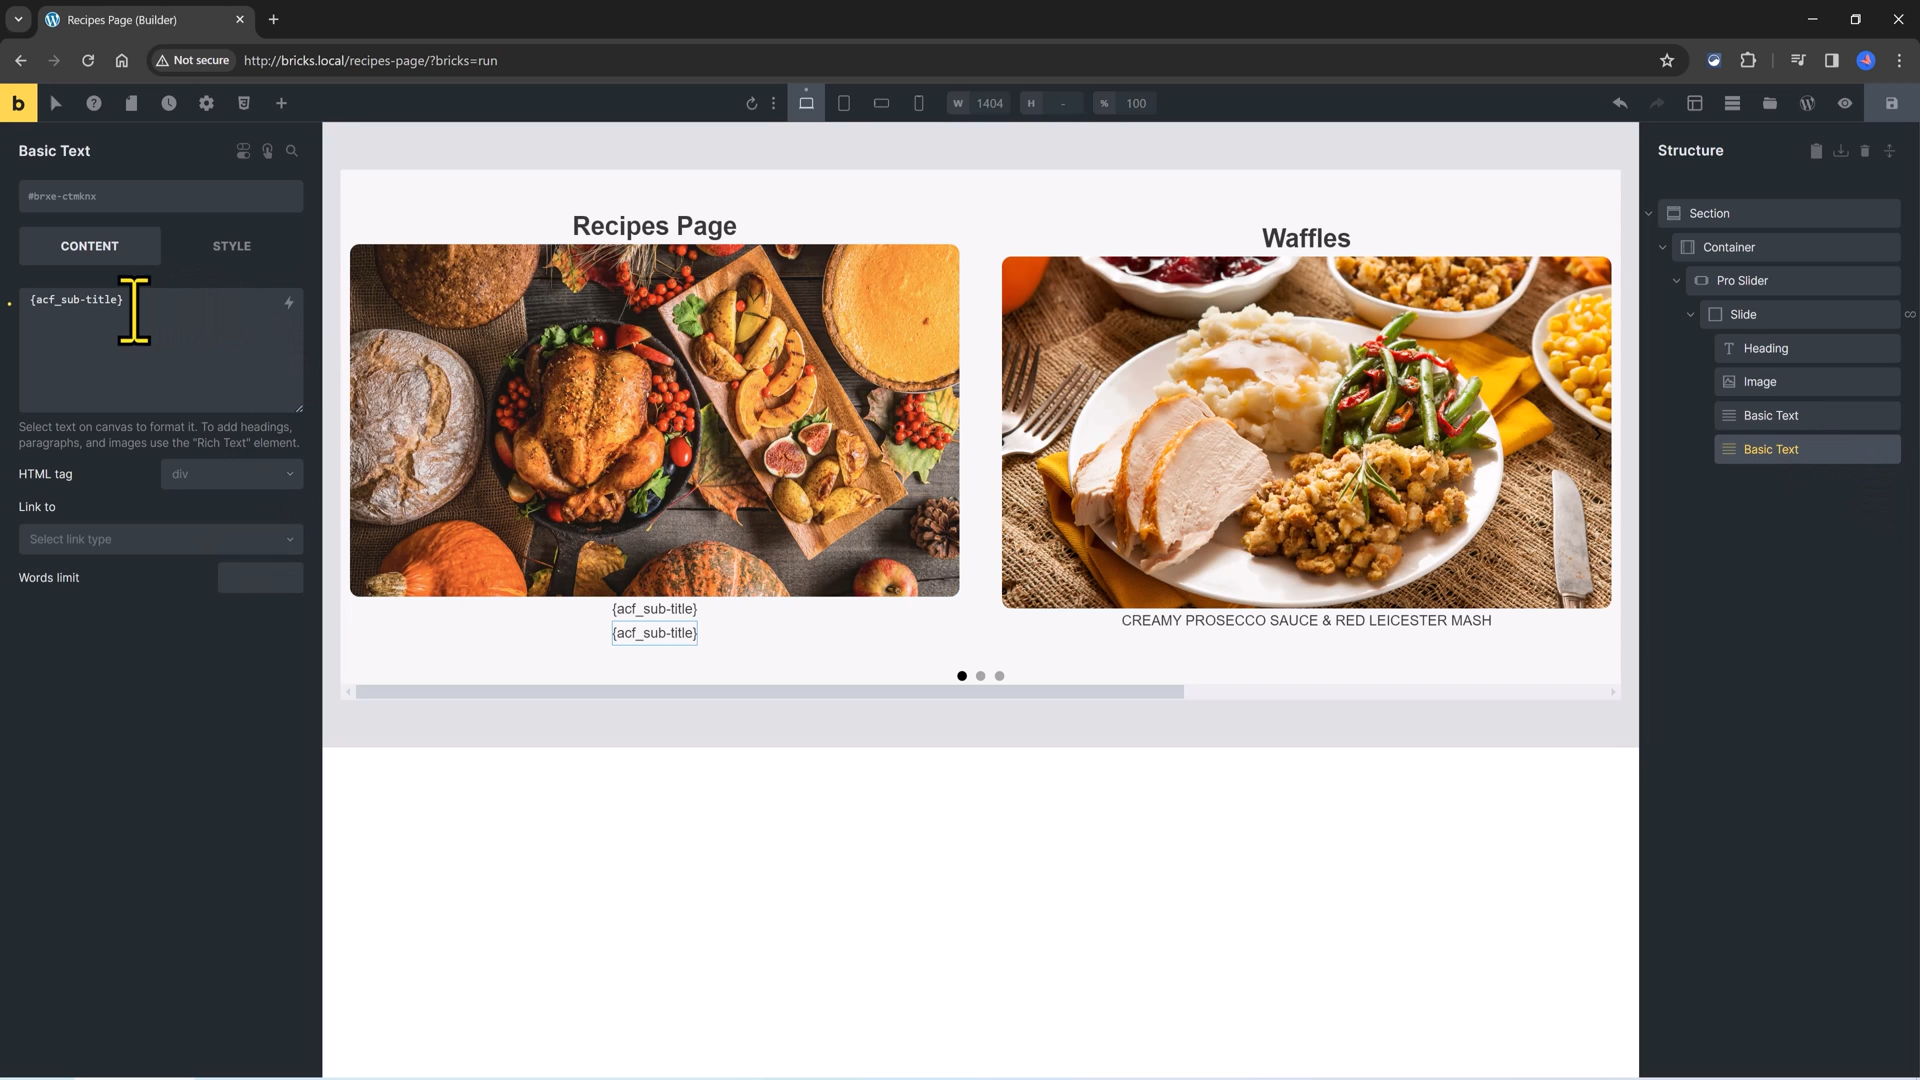 Recipes Page (Builder)
Not secure
http://bricks.local/recipes-page/?bricks=run
b
W 1404
H -
% 100
Basic Text
#brxe-ctmknx
CONTENT
STYLE
{acf_sub-title}
Select text on canvas to format it. To add headings,
paragraphs, and images use the "Rich Text" element.
HTML tag
div
Link to
Select link type
Words limit
Recipes Page
{acf_sub-title}
{acf_sub-title}
Waffles
CREAMY PROSECCO SAUCE & RED LEICESTER MASH
Structure
Section
Container
Pro Slider
Slide
Heading
Image
Basic Text
Basic Text